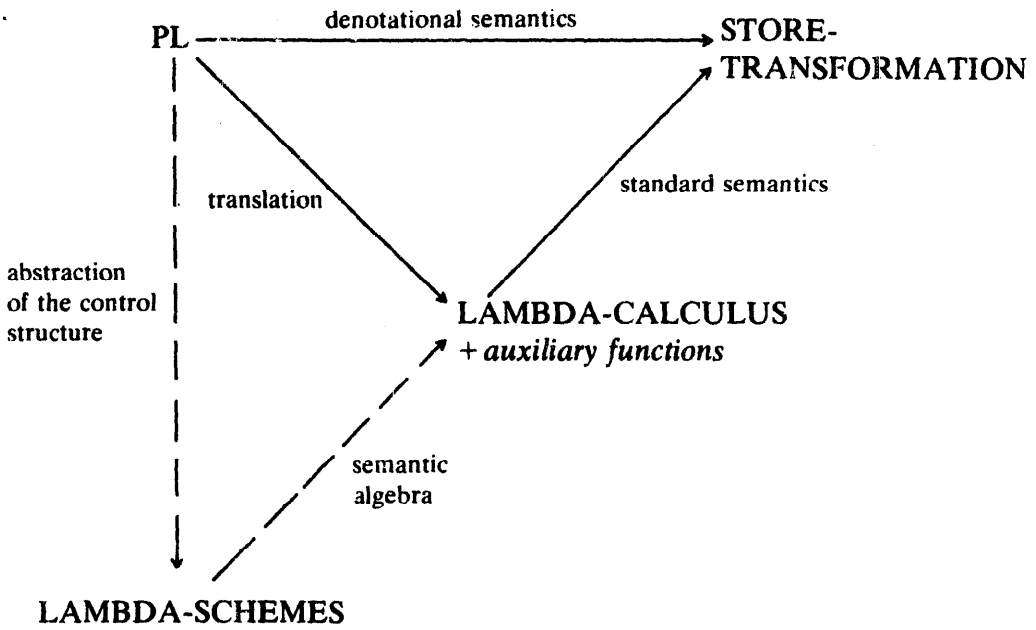 denotational semantics
PL
STORE-
TRANSFORMATION
standard semantics
translation
abstraction
of the control
structure
LAMBDA-CALCULUS
+ auxiliary functions
semantic
algebra
LAMBDA-SCHEMES